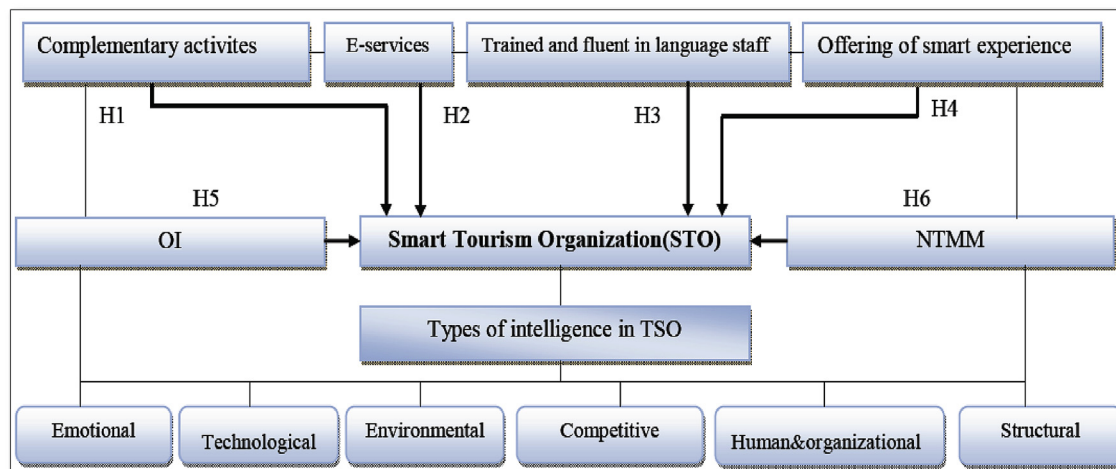 Complementary activites
E-services
Trained and fluent in language staff
Offering of smart experience
H1
H2
H3
H4
H5
H6
OI
Smart Tourism Organization(STO)
NTMM
Types of intelligence in TSO
Emotional
Technological
Environmental
Competitive
Human&organizational
Structural